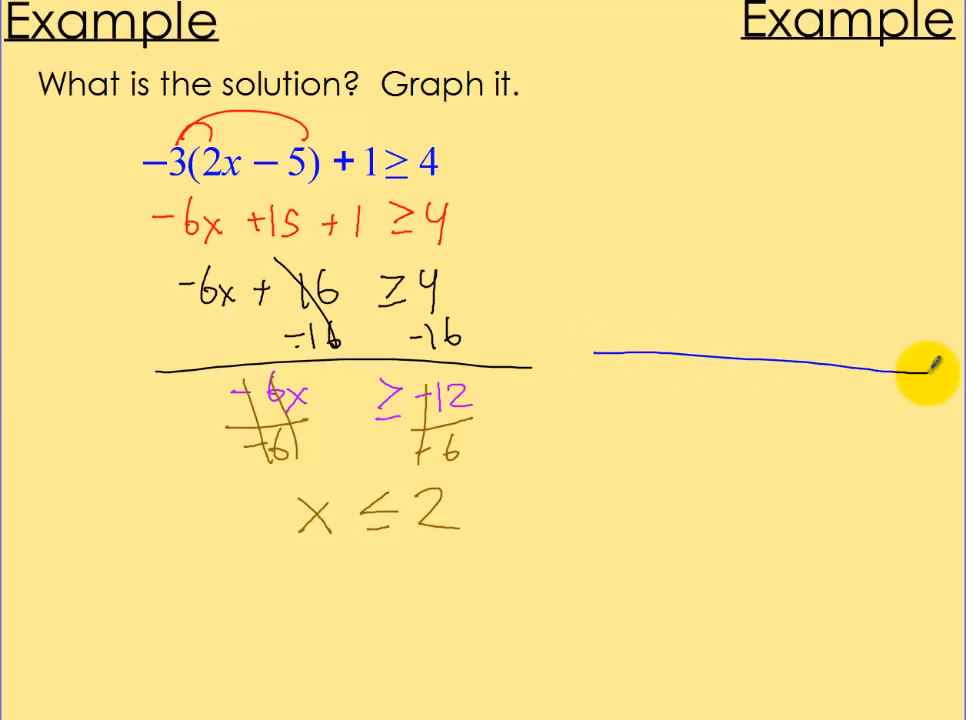 Example Example
What is the solution? Graph it.
−3(2x − 5) + 1 ≥ 4
-6x +15 +1 ≥ 4
-6x + 16 ≥ 4
-16 -16
-6x ≥ -12
-6 -6
x ≤ 2